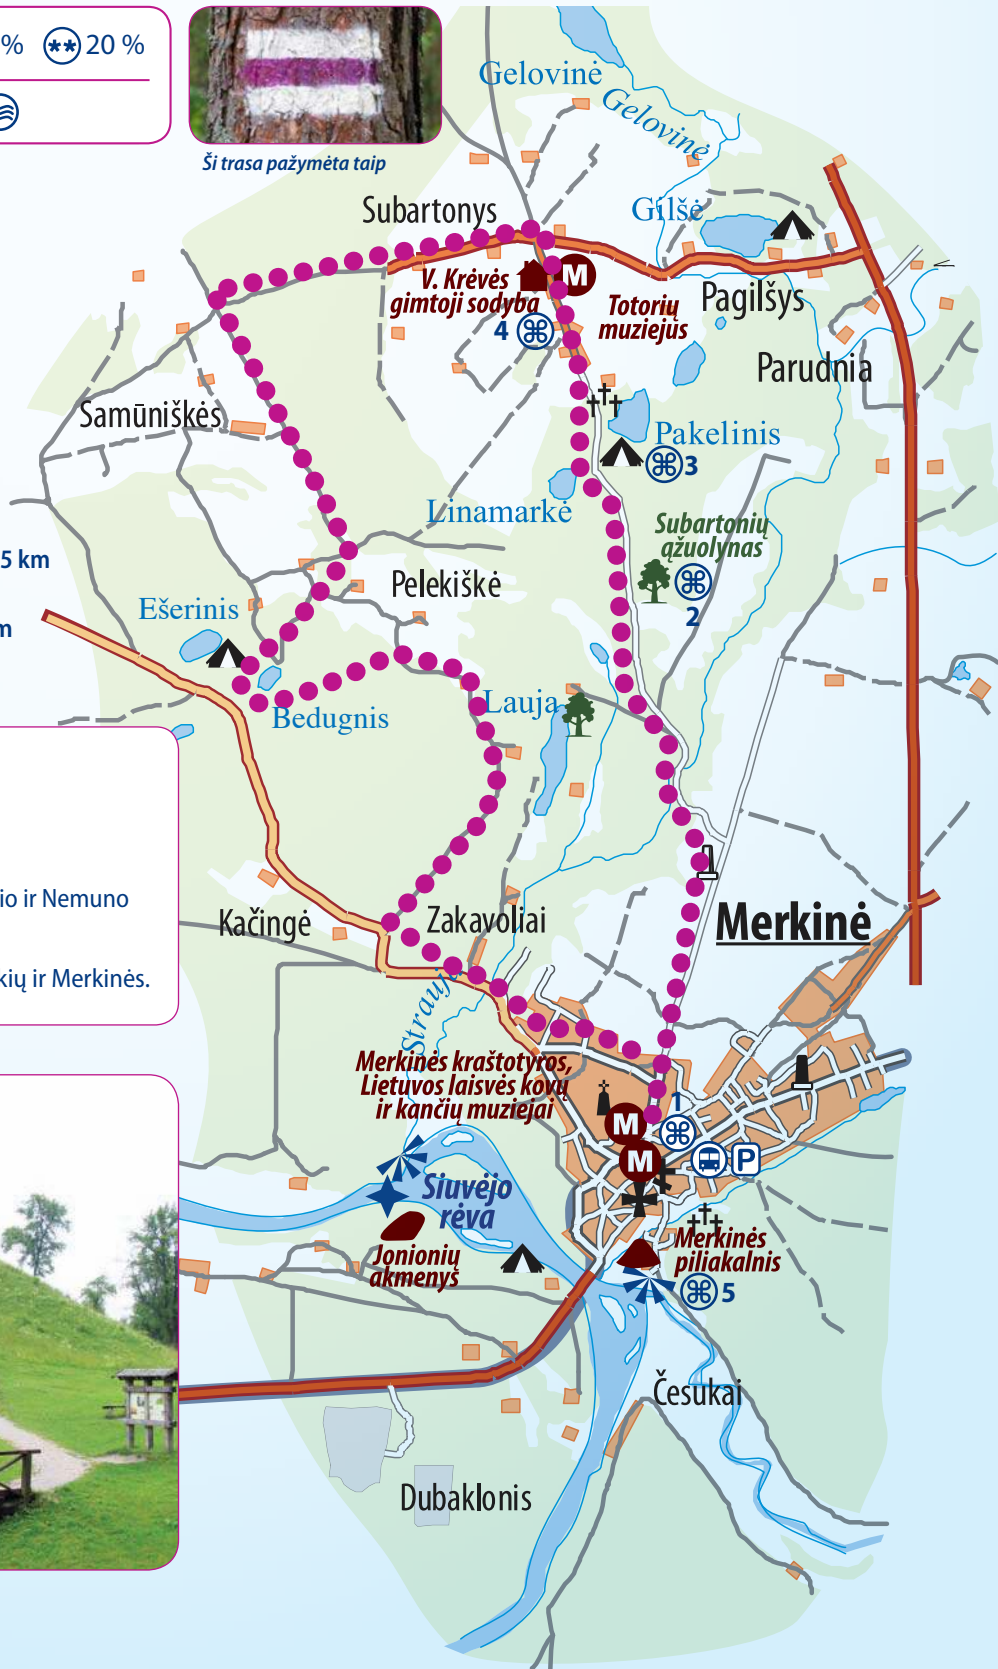 % ** 20 %
Ši trasa pažymėta taip
Gelovinė
Gelovinė
Gilšė
Subartonys
V. Krėvės
gimtoji sodyba
M
Totorių
muziejus
Pagilšys
4
Parudnia
Samūniškės
Pakelinis
3
Linamarkė
Subartonių
ąžuolynas
2
5 km
Pelekiškė
Ešerinis
m
Lauja
Bedugnis
io ir Nemuno
Kačingė
Zakavoliai
Merkinė
kių ir Merkinės.
Strauja
Merkinės kraštotyros,
Lietuvos laisvės kovų
ir kančių muziejai
1
M
M
P
Siuvėjo
rėva
Jonionių
akmenys
Merkinės
piliakalnis
5
Česukai
Dubaklonis